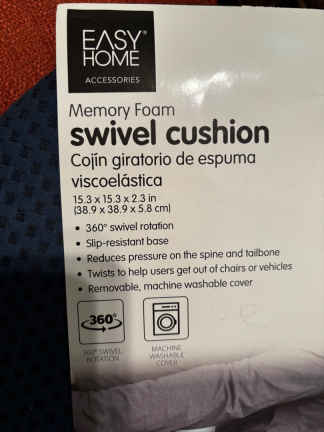 EASY®
HOME
ACCESSORIES
Memory Foam
swivel cushion
Cojín giratorio de espuma
viscoelástica
15.3 x 15.3 x 2.3 in
(38.9 x 38.9 x 5.8 cm)
• 360° swivel rotation
• Slip-resistant base
• Reduces pressure on the spine and tailbone
• Twists to help users get out of chairs or vehicles
• Removable, machine washable cover
360°
360° SWIVEL
ROTATION
MACHINE
WASHABLE
COVER